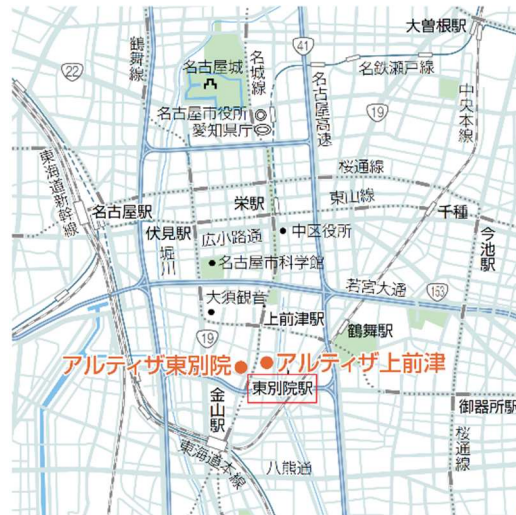 大曽根駅
鶴舞線
名城線
41
名古屋高速
名鉄瀬戸線
22
名古屋城
19
中央本線
名古屋市役所
愛知県庁
東海道新幹線
桜通線
東山線
名古屋駅
栄駅
千種
伏見駅
広小路通
中区役所
今池駅
堀川
名古屋市科学館
若宮大通
153
大須観音
上前津駅
19
鶴舞駅
アルティザ東別院
アルティザ上前津
東別院駅
金山駅
御器所駅
東海道本線
八熊通
桜通線